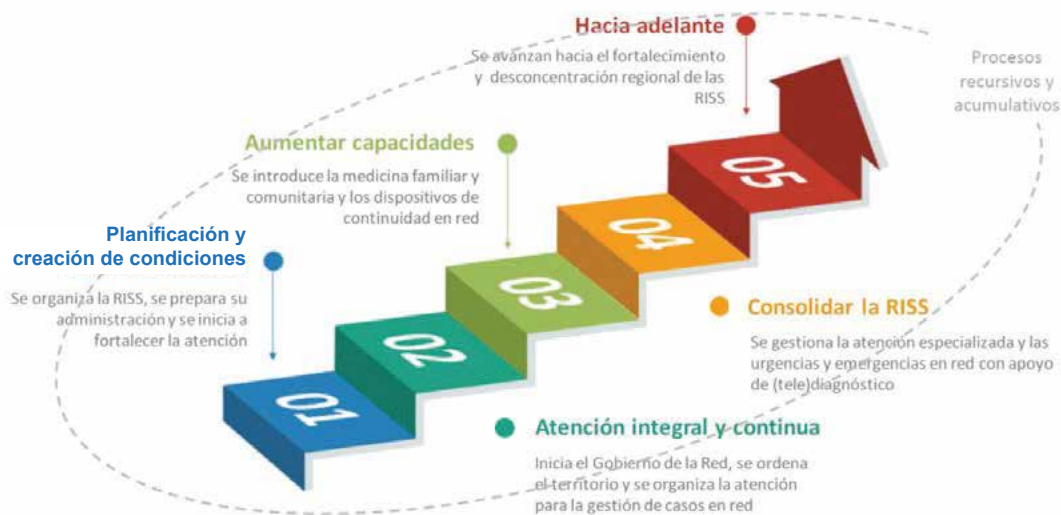 Hacia adelante
Se avanzan hacia el fortalecimiento
y desconcentración regional de las
RISS
Procesos
recursivos y
acumulativos
Aumentar capacidades
Se introduce la medicina familiar y
comunitaria y los dispositivos de
continuidad en red
Planificación y
creación de condiciones
Se organiza la RISS, se prepara su
administración y se inicia a
fortalecer la atención
05
04
03
02
01
Consolidar la RISS
Se gestiona la atención especializada y las
urgencias y emergencias en red con apoyo
de (tele)diagnóstico
Atención integral y continua
Inicia el Gobierno de la Red, se ordena
el territorio y se organiza la atención
para la gestión de casos en red